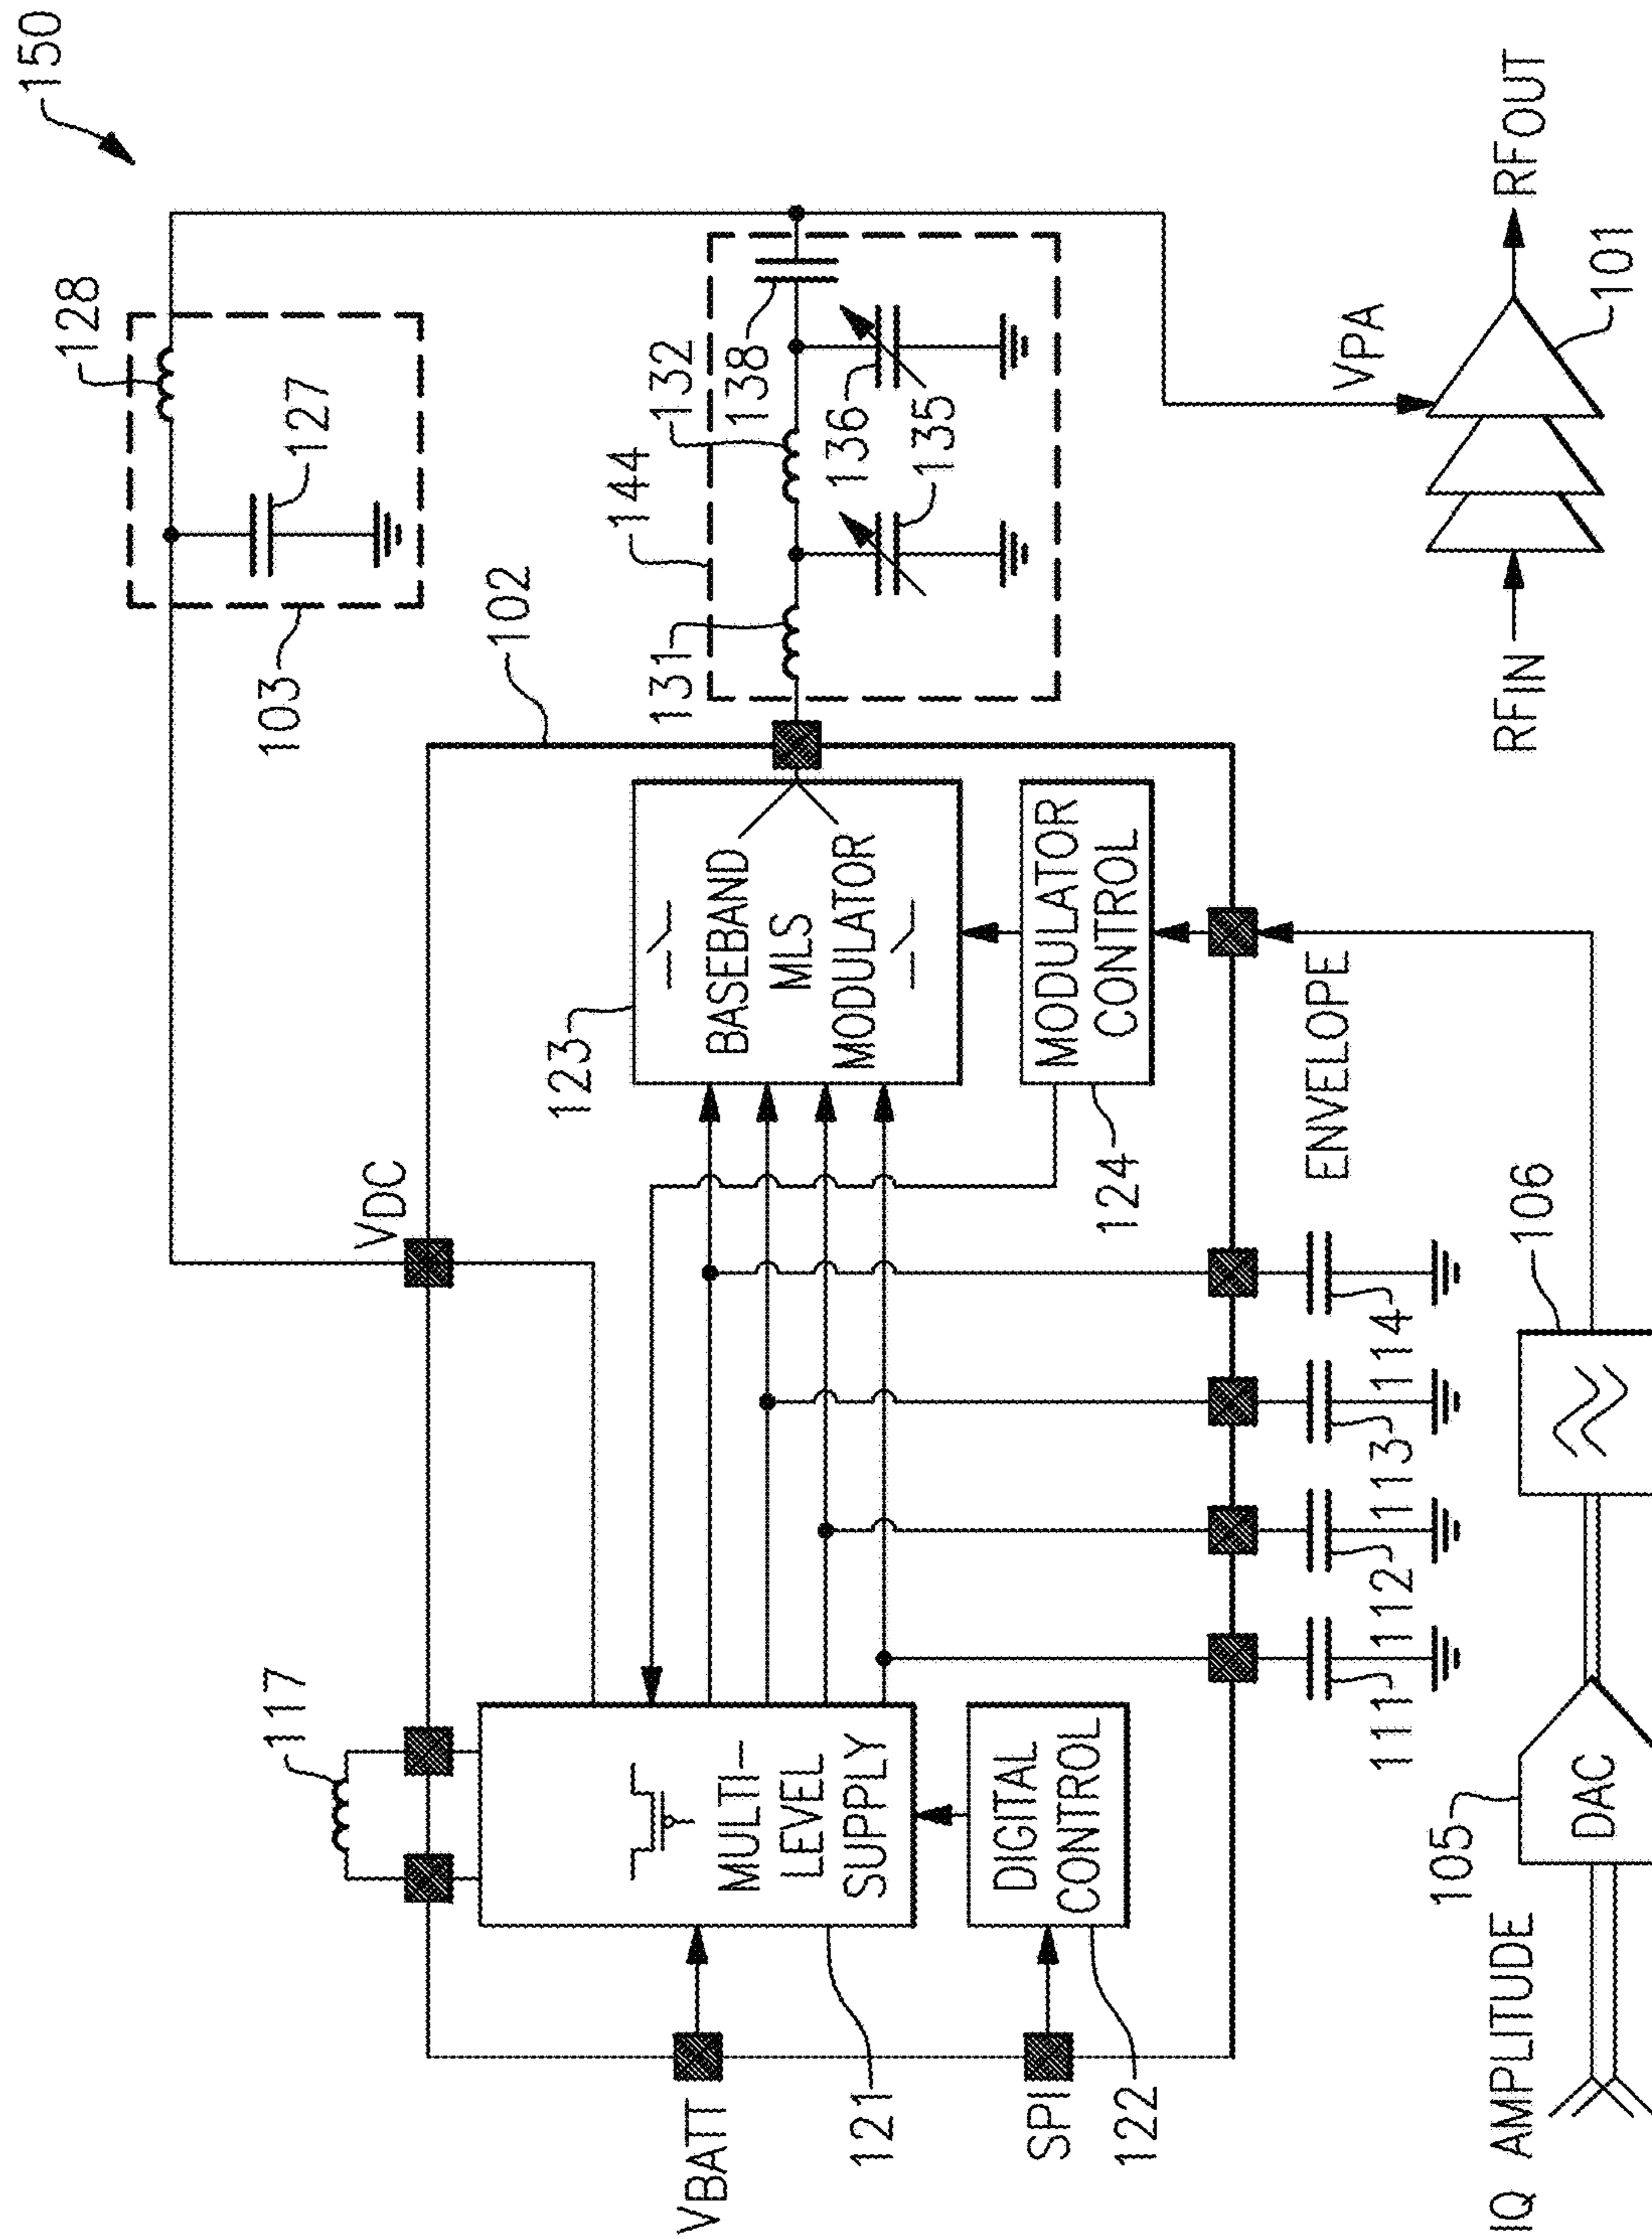 150
128
127
103
VDC
117
102
144
132
138
136
135
131
123
BASEBAND
MLS
MODULATOR
MODULATOR
CONTROL
124
VBATT
MULTI–
LEVEL
SUPPLY
121
SPI
DIGITAL
CONTROL
122
ENVELOPE
111
112
113
114
VPA
RFIN
RFOUT
101
IQ AMPLITUDE
105
DAC
106